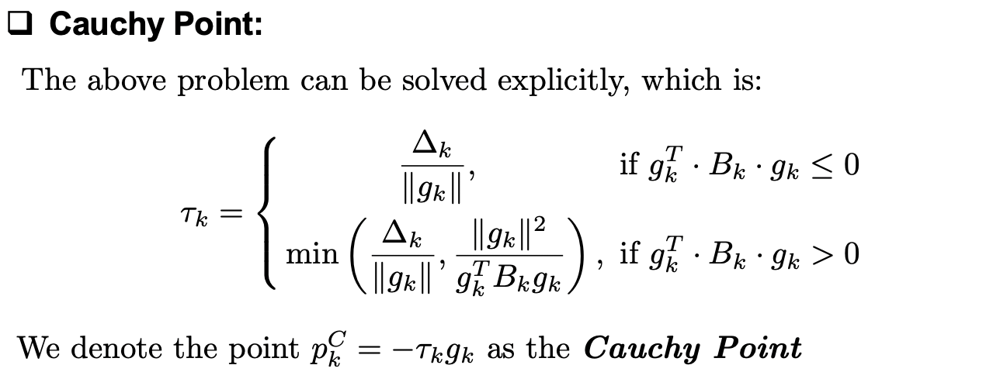 ❑ Cauchy Point:
The above problem can be solved explicitly, which is:
$$\tau_k = \begin{cases} \dfrac{\Delta_k}{\|g_k\|}, & \text{if } g_k^T \cdot B_k \cdot g_k \leq 0 \\ \min\left(\dfrac{\Delta_k}{\|g_k\|}, \dfrac{\|g_k\|^2}{g_k^T B_k g_k}\right), & \text{if } g_k^T \cdot B_k \cdot g_k > 0 \end{cases}$$
We denote the point $p_k^C = -\tau_k g_k$ as the Cauchy Point